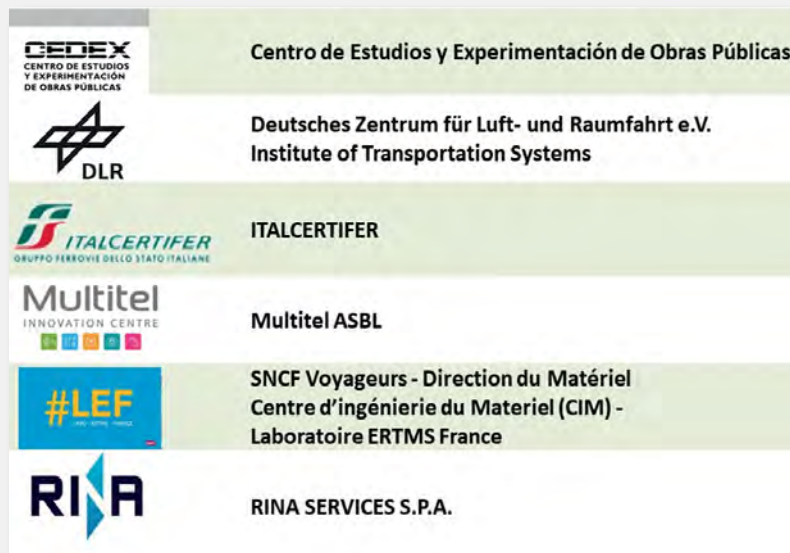 CEDEX
CENTRO DE ESTUDIOS
Y EXPERIMENTACIÓN
DE OBRAS PÚBLICAS
Centro de Estudios y Experimentación de Obras Públicas
DLR
Deutsches Zentrum für Luft- und Raumfahrt e.V.
Institute of Transportation Systems
ITALCERTIFER
GRUPPO FERROVIE DELLO STATO ITALIANE
ITALCERTIFER
Multitel
INNOVATION CENTRE
Multitel ASBL
#LEF
SNCF Voyageurs - Direction du Matériel
Centre d’ingénierie du Materiel (CIM) -
Laboratoire ERTMS France
RINA
RINA SERVICES S.P.A.